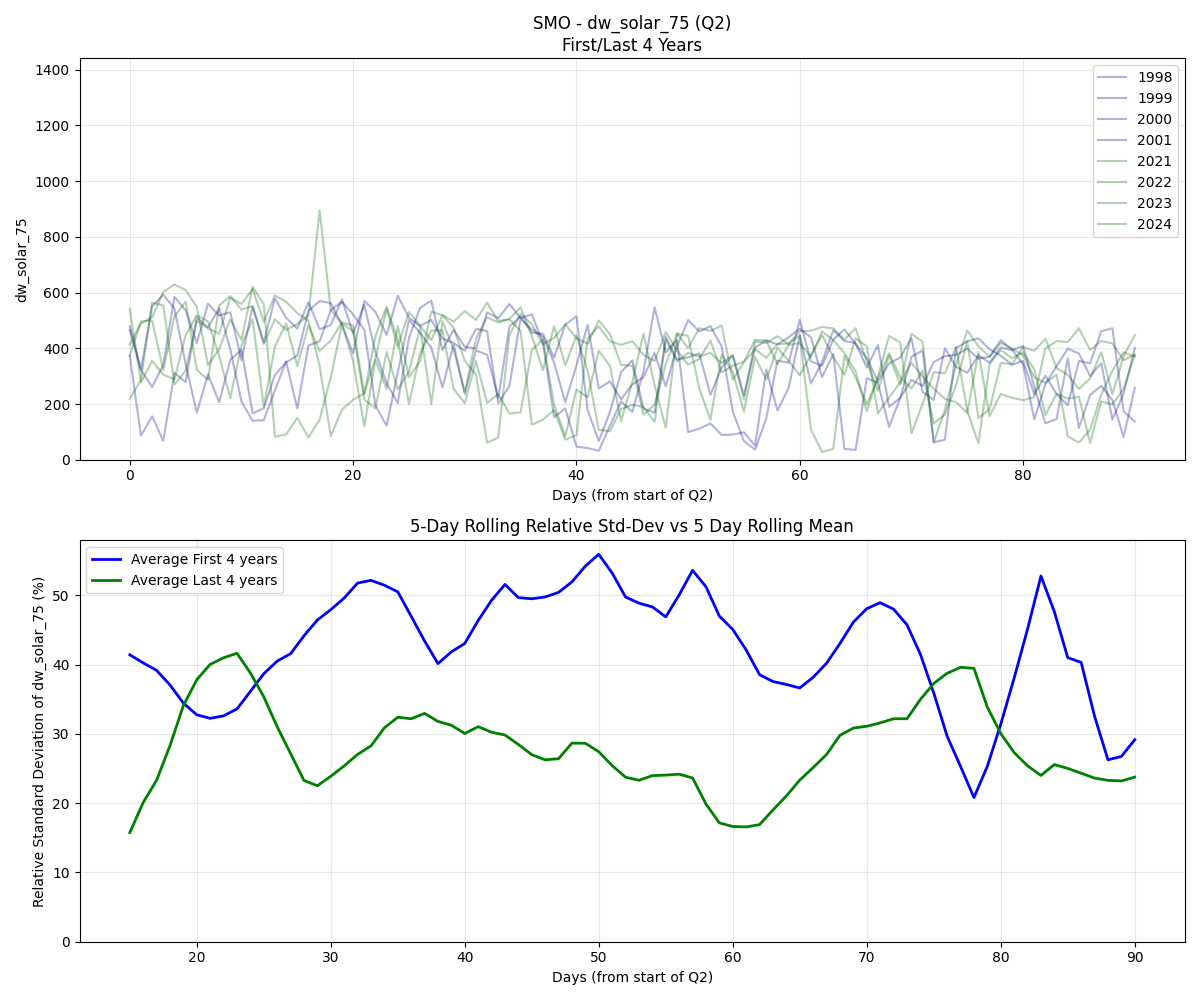 SMO - dw_solar_75 (Q2)
First/Last 4 Years
1400
1200
1000
800
600
400
200
0
dw_solar_75
1998
1999
2000
2001
2021
2022
2023
2024
0 20 40 60 80
Days (from start of Q2)
5-Day Rolling Relative Std-Dev vs 5 Day Rolling Mean
Average First 4 years
Average Last 4 years
50
40
30
20
10
0
Relative Standard Deviation of dw_solar_75 (%)
20 30 40 50 60 70 80 90
Days (from start of Q2)